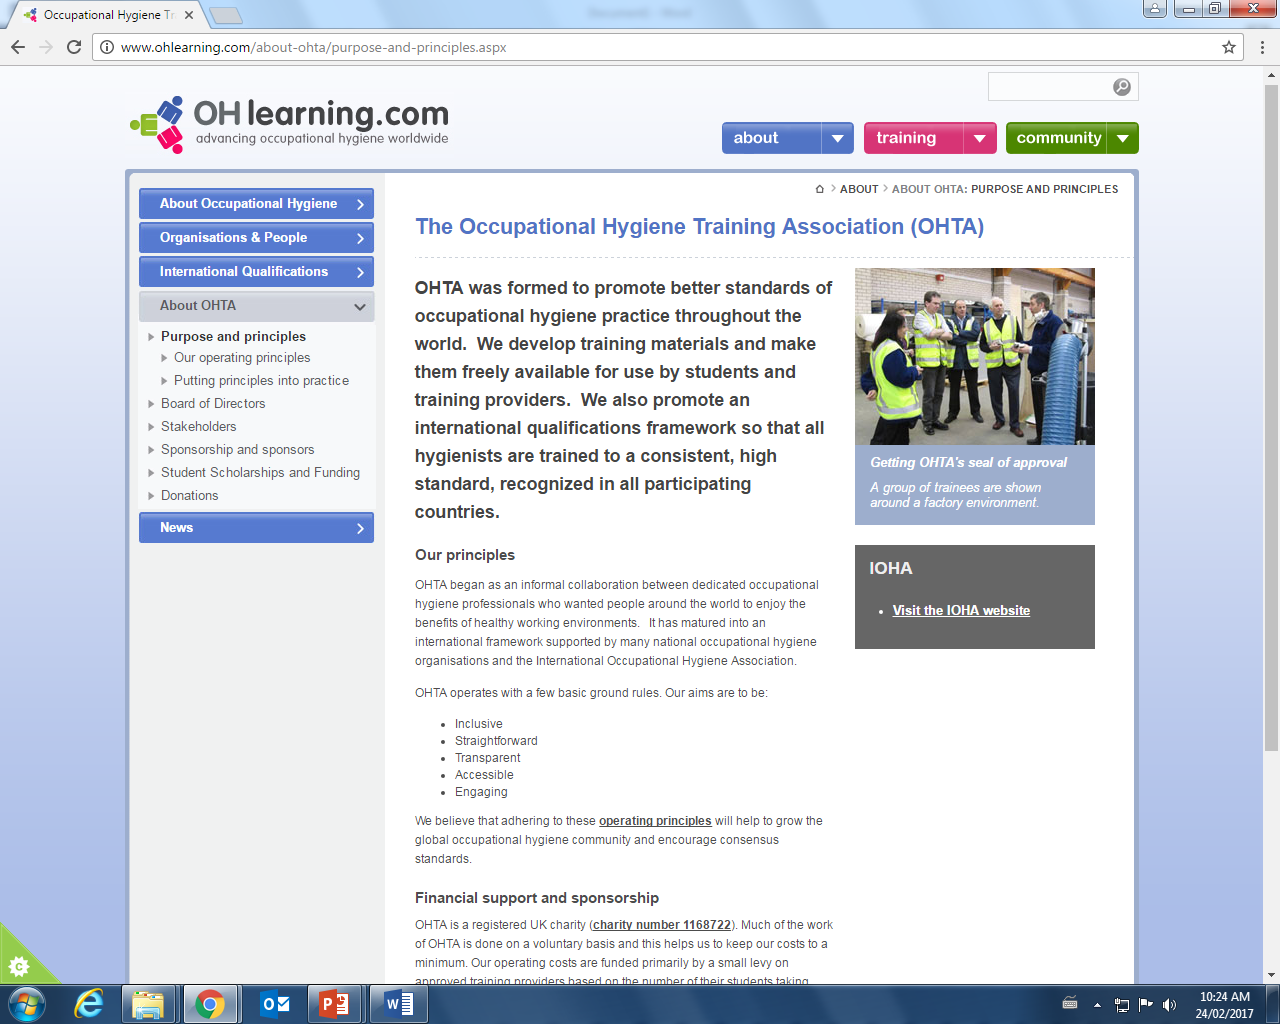 Occupational Hygiene Tr
www.ohlearning.com/about-ohta/purpose-and-principles.aspx
OH learning.com
advancing occupational hygiene worldwide
about
training
community
About Occupational Hygiene
Organisations & People
International Qualifications
About OHTA
Purpose and principles
Our operating principles
Putting principles into practice
Board of Directors
Stakeholders
Sponsorship and sponsors
Student Scholarships and Funding
Donations
News
ABOUT > ABOUT OHTA: PURPOSE AND PRINCIPLES
The Occupational Hygiene Training Association (OHTA)
OHTA was formed to promote better standards of
occupational hygiene practice throughout the
world. We develop training materials and make
them freely available for use by students and
training providers. We also promote an
international qualifications framework so that all
hygienists are trained to a consistent, high
standard, recognized in all participating
countries.
Our principles
OHTA began as an informal collaboration between dedicated occupational
hygiene professionals who wanted people around the world to enjoy the
benefits of healthy working environments. It has matured into an
international framework supported by many national occupational hygiene
organisations and the International Occupational Hygiene Association.
OHTA operates with a few basic ground rules. Our aims are to be:
Inclusive
Straightforward
Transparent
Accessible
Engaging
We believe that adhering to these operating principles will help to grow the
global occupational hygiene community and encourage consensus
standards.
Financial support and sponsorship
OHTA is a registered UK charity (charity number 1168722). Much of the work
of OHTA is done on a voluntary basis and this helps us to keep our costs to a
minimum. Our operating costs are funded primarily by a small levy on
approved training providers based on the number of their students taking
Getting OHTA's seal of approval
A group of trainees are shown
around a factory environment.
IOHA
Visit the IOHA website
10:24 AM
24/02/2017